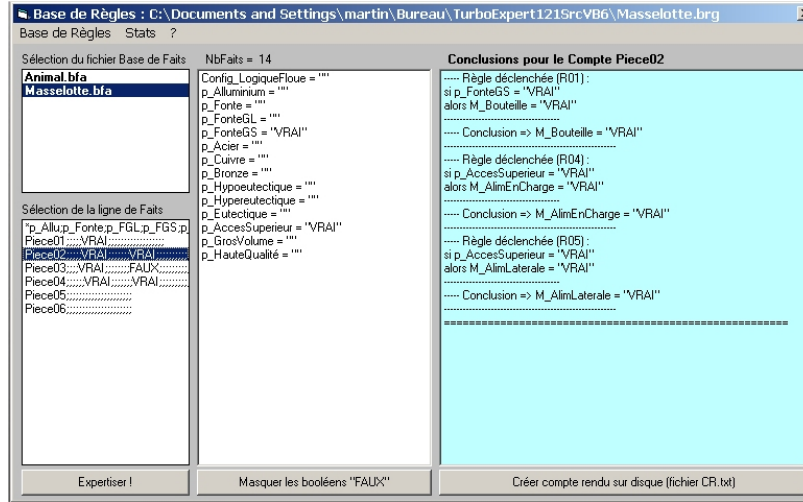 Base de Règles : C:\Documents and Settings\martin\Bureau\TurboExpert121SrcVB6\Masselotte.brg
Base de Règles Stats ?
Sélection du fichier Base de Faits
Animal.bfa
Masselotte.bfa
Sélection de la ligne de Faits
*p_Allu;p_Fonte;p_FGL;p_FGS;p_
Piece01;;;;;VRAI;;;;;;;;;;;;;;;;;
Piece02;;;;VRAI;;;;;;;VRAI;;;;;;;;;
Piece03;;;VRAI;;;;;;;FAUX;;;;;;;;;
Piece04;;;;;VRAI;;;;;;VRAI;;;;;;;;
Piece05;;;;;;;;;;;;;;;;;;;;;
Piece06;;;;;;;;;;;;;;;;;;;;;
Expertiser !
NbFaits = 14
Config_LogiqueFloue = ""
p_Alluminium = ""
p_Fonte = ""
p_FonteGL = ""
p_FonteGS = "VRAI"
p_Acier = ""
p_Cuivre = ""
p_Bronze = ""
p_Hypoeutectique = ""
p_Hypereutectique = ""
p_Eutectique = ""
p_AccesSuperieur = "VRAI"
p_GrosVolume = ""
p_HauteQualité = ""
Masquer les booléens "FAUX"
Conclusions pour le Compte Piece02
----- Règle déclenchée (R01) :
si p_FonteGS = "VRAI"
alors M_Bouteille = "VRAI"
----------------------------------------------------------
----- Conclusion => M_Bouteille = "VRAI"
----------------------------------------------------------
----- Règle déclenchée (R04) :
si p_AccesSuperieur = "VRAI"
alors M_AlimEnCharge = "VRAI"
----------------------------------------------------------
----- Conclusion => M_AlimEnCharge = "VRAI"
----------------------------------------------------------
----- Règle déclenchée (R05) :
si p_AccesSuperieur = "VRAI"
alors M_AlimLaterale = "VRAI"
----------------------------------------------------------
----- Conclusion => M_AlimLaterale = "VRAI"
----------------------------------------------------------
========================================================
Créer compte rendu sur disque (fichier CR.txt)